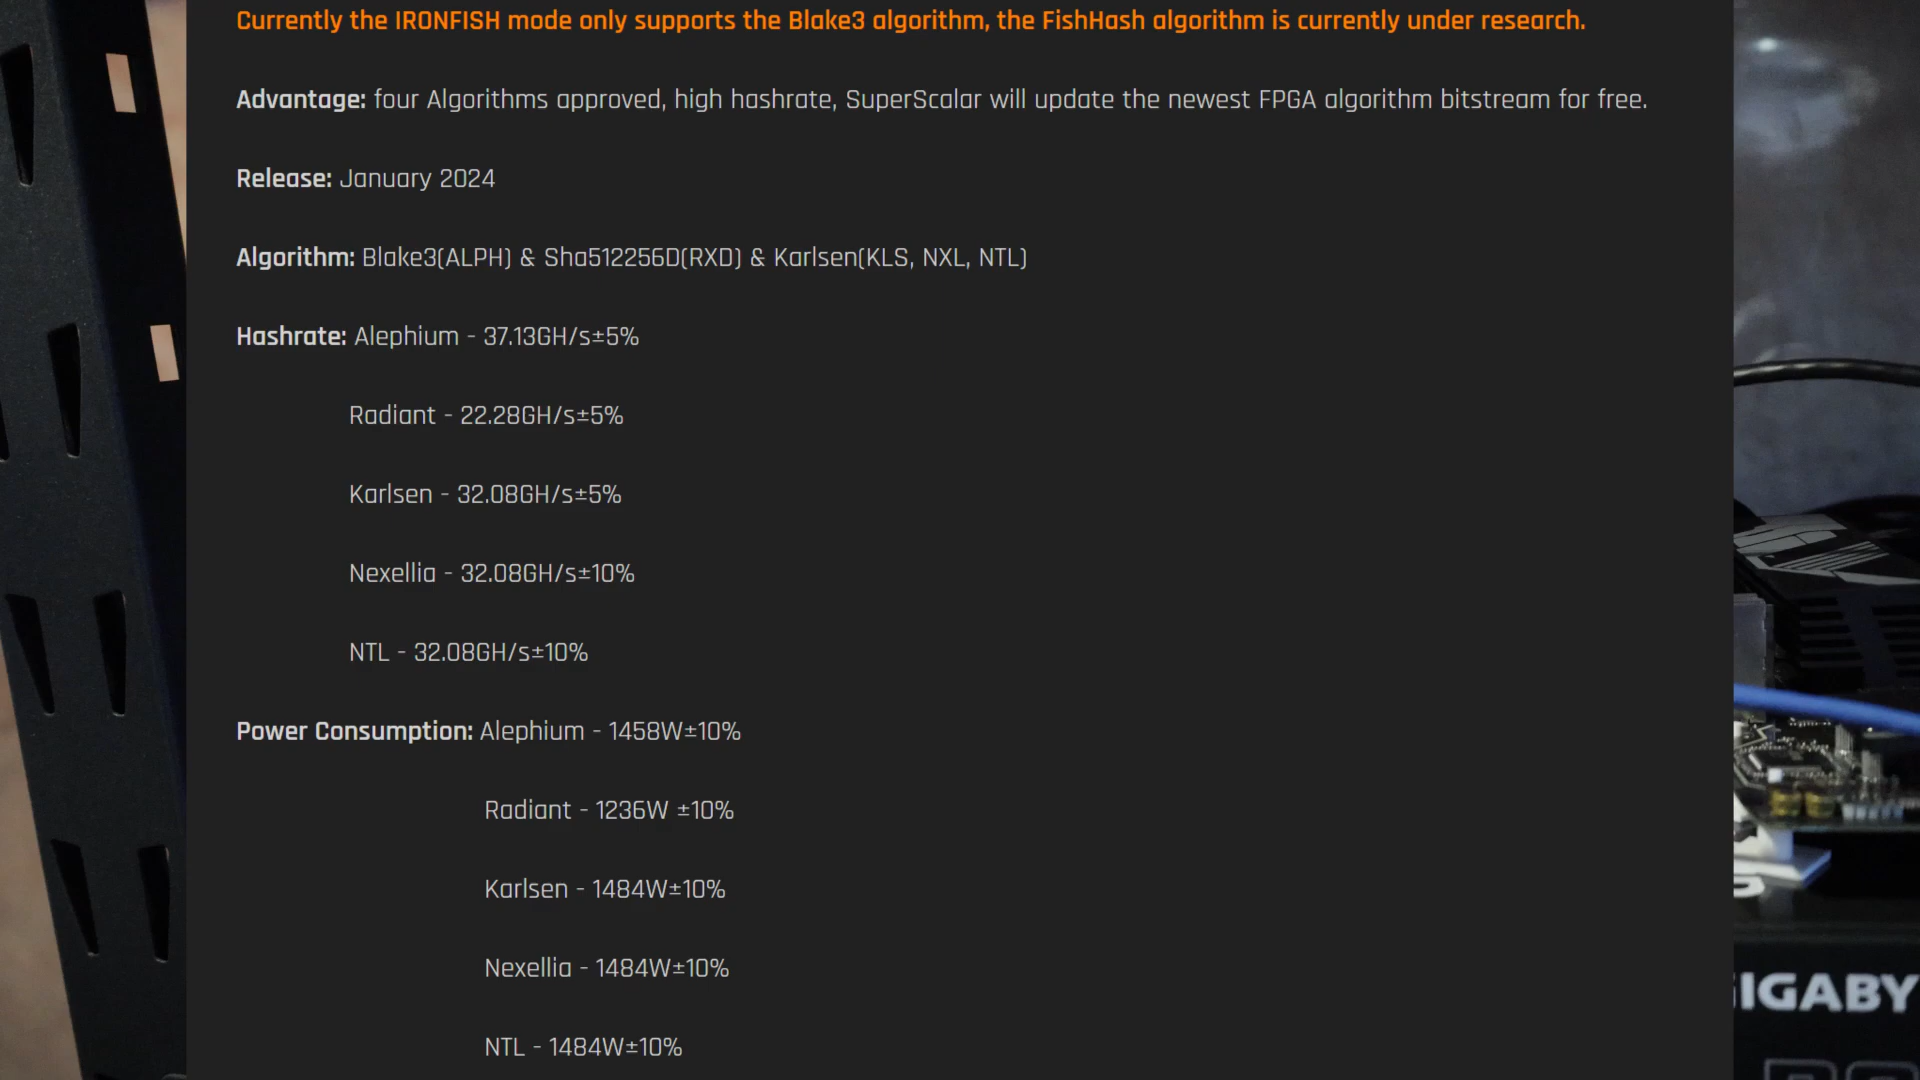 Currently the IRONFISH mode only supports the Blake3 algorithm, the FishHash algorithm is currently under research.
Advantage: four Algorithms approved, high hashrate, SuperScalar will update the newest FPGA algorithm bitstream for free.
Release: January 2024
Algorithm: Blake3(ALPH) & Sha512256D(RXD) & Karlsen(KLS, NXL, NTL)
Hashrate: Alephium - 37.13GH/s±5%
Radiant - 22.28GH/s±5%
Karlsen - 32.08GH/s±5%
Nexellia - 32.08GH/s±10%
NTL - 32.08GH/s±10%
Power Consumption: Alephium - 1458W±10%
Radiant - 1236W ±10%
Karlsen - 1484W±10%
Nexellia - 1484W±10%
NTL - 1484W±10%
IGABY